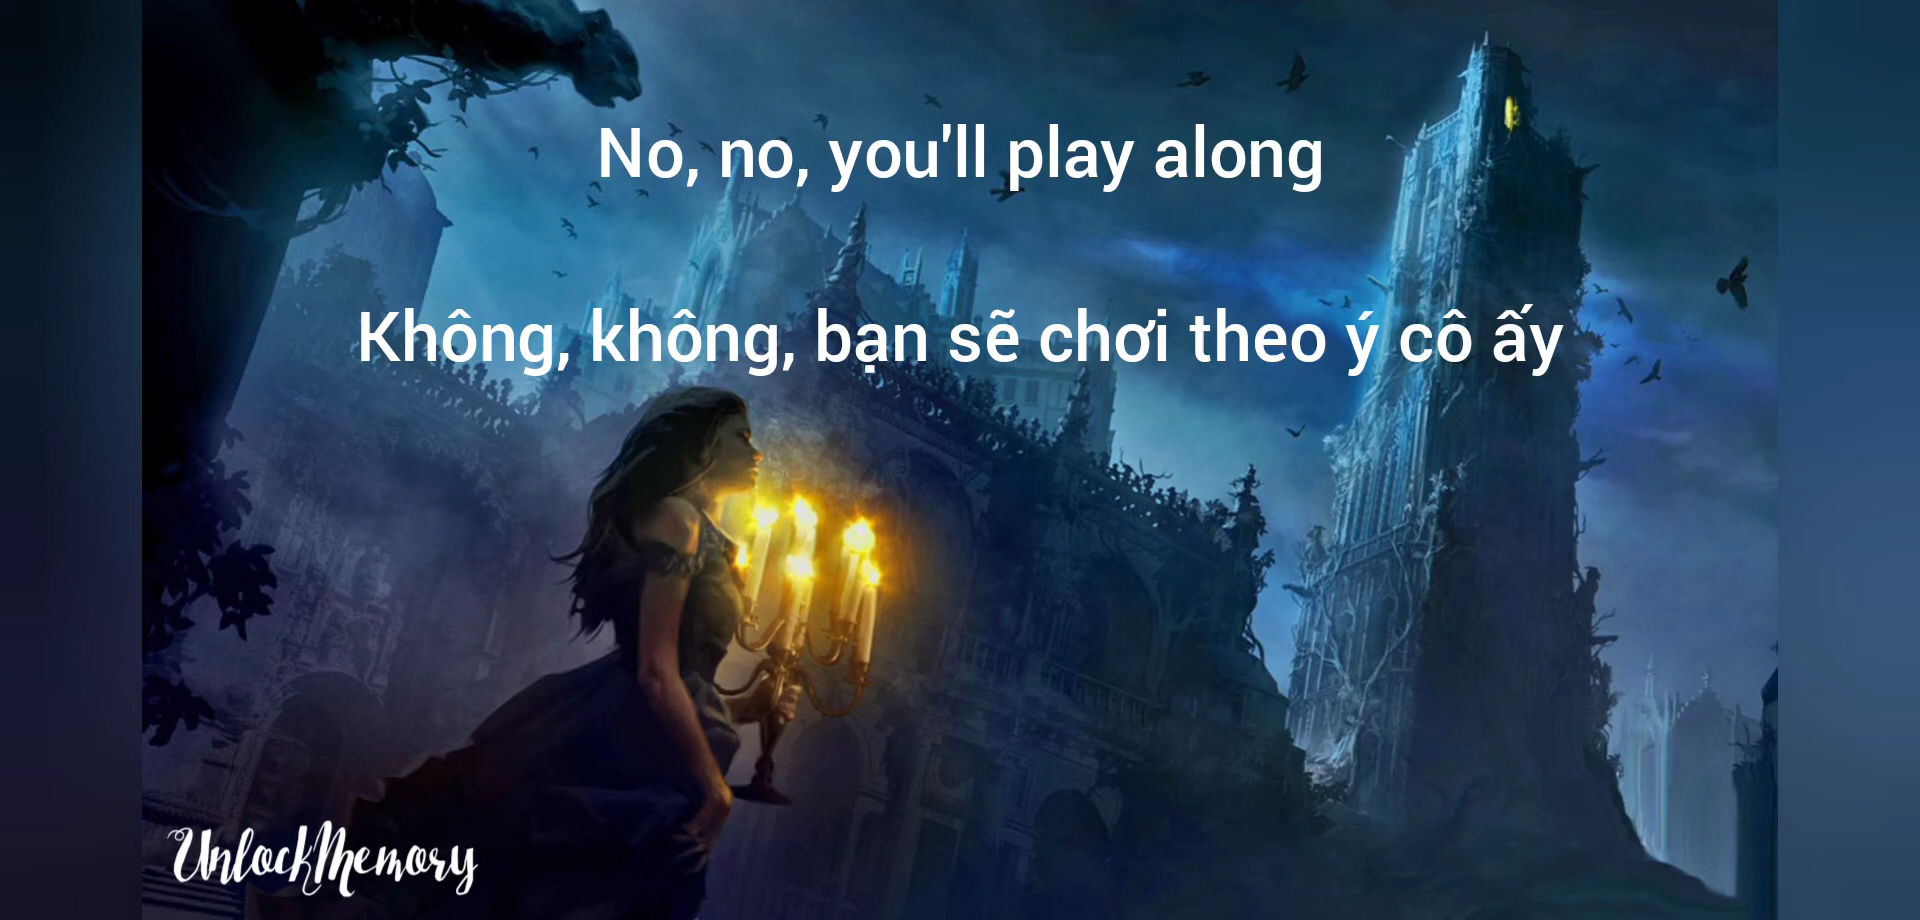 No, no, you'll play along
Không, không, bạn sẽ chơi theo ý cô ấy
UnlockMemory